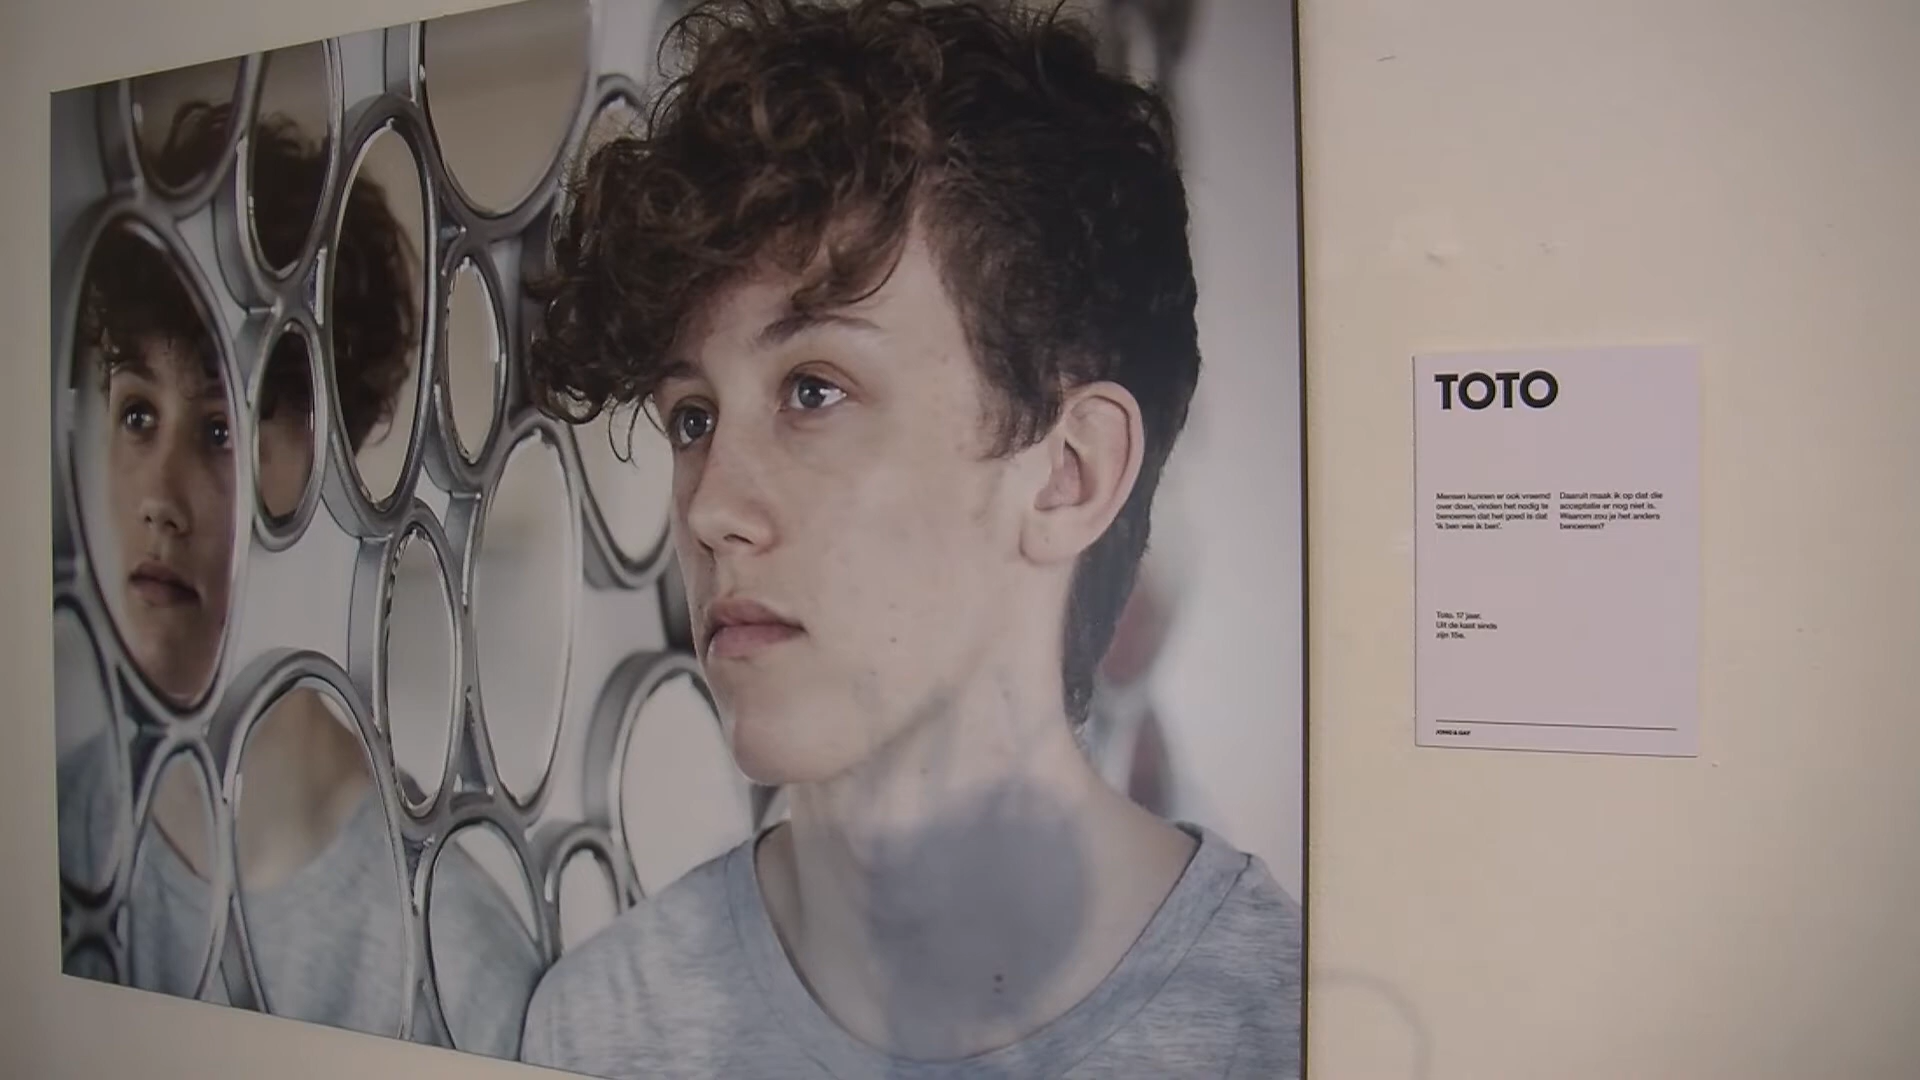 TOTO
Mensen kunnen er ook vreemd
over doen, vinden het nodig te
benoemen dat het goed is dat
'ik ben wie ik ben'.
Daaruit maak ik op dat die
acceptatie er nog niet is.
Waarom zou je het anders
benoemen?
Toto, 17 jaar.
Uit de kast sinds
zijn 15e.
JONG & GAY